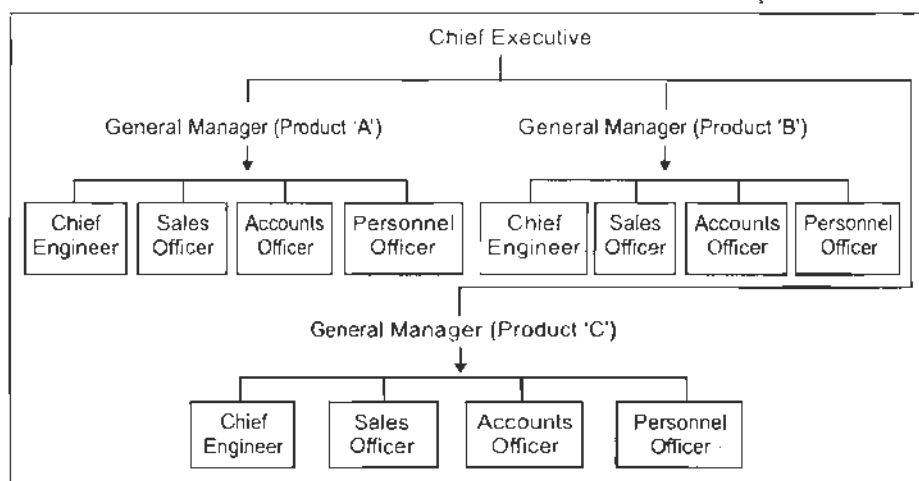 Chief Executive
General Manager (Product 'A')
General Manager (Product 'B')
Chief
Engineer
Sales
Officer
Accounts
Officer
Personnel
Officer
Chief
Engineer
Sales
Officer
Accounts
Officer
Personnel
Officer
General Manager (Product 'C')
Chief
Engineer
Sales
Officer
Accounts
Officer
Personnel
Officer